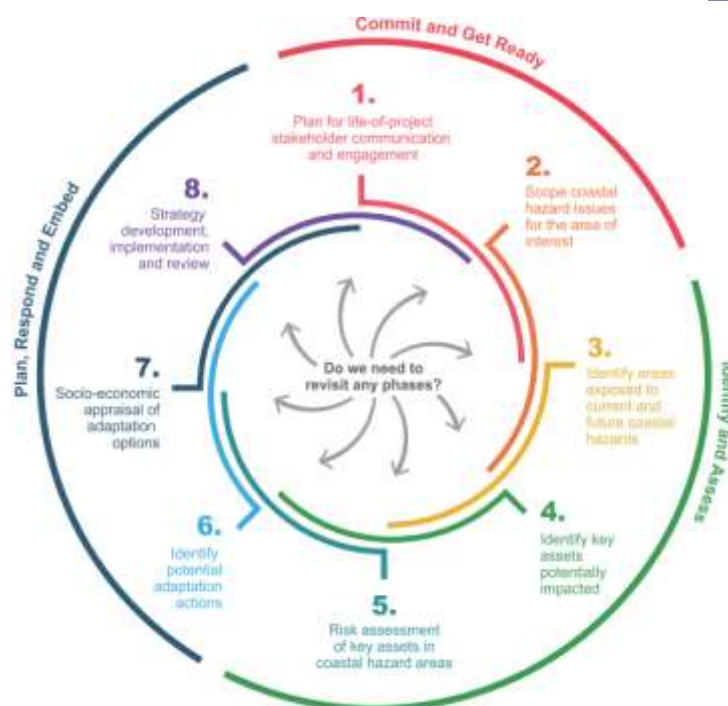 Commit and Get Ready
1.
Plan for life-of-project
stakeholder communication
and engagement
2.
Scope coastal
hazard issues
for the area of
interest
3.
Identify areas
exposed to
current and
future coastal
hazards
Identify and Assess
4.
Identify key
assets
potentially
impacted
5.
Risk assessment
of key assets in
coastal hazard areas
6.
Identify
potential
adaptation
actions
7.
Socio-economic
appraisal of
adaptation
options
8.
Strategy
development,
implementation
and review
Plan, Respond and Embed
Do we need to
revisit any phases?